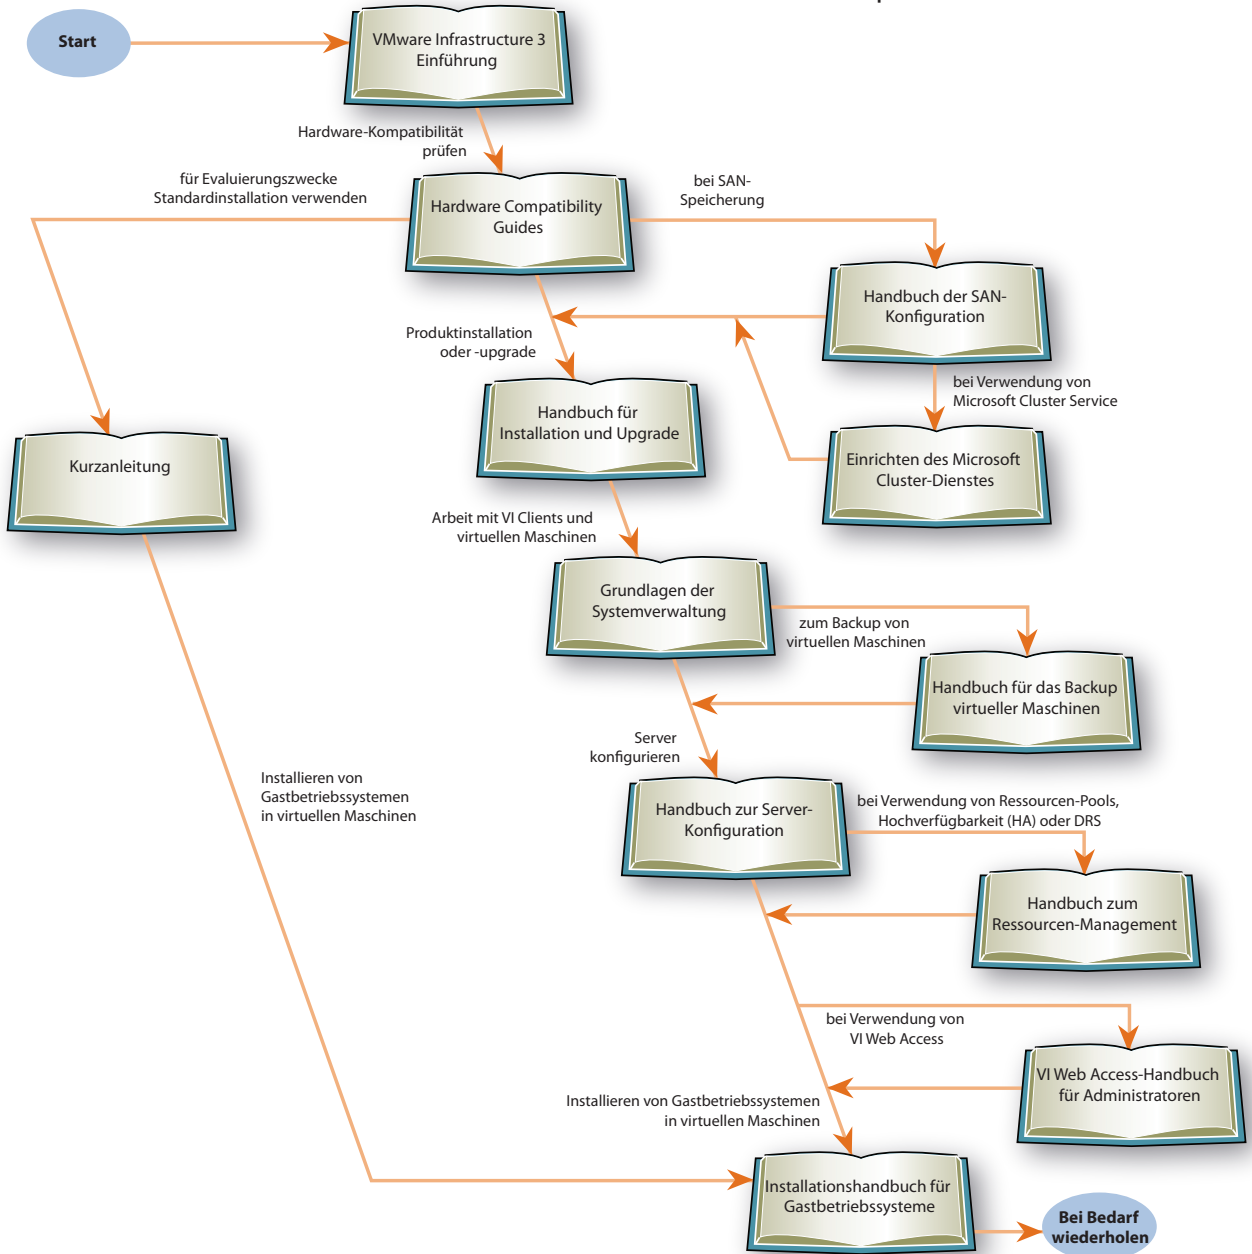 Start
VMware Infrastructure 3
Einführung
Hardware-Kompatibilität
prüfen
für Evaluierungszwecke
Standardinstallation verwenden
Hardware Compatibility
Guides
bei SAN-
Speicherung
Handbuch der SAN-
Konfiguration
Produktinstallation
oder -upgrade
bei Verwendung von
Microsoft Cluster Service
Handbuch für
Installation und Upgrade
Kurzanleitung
Einrichten des Microsoft
Cluster-Dienstes
Arbeit mit VI Clients und
virtuellen Maschinen
Grundlagen der
Systemverwaltung
zum Backup von
virtuellen Maschinen
Handbuch für das Backup
virtueller Maschinen
Server
konfigurieren
Installieren von
Gastbetriebssystemen
in virtuellen Maschinen
Handbuch zur Server-
Konfiguration
bei Verwendung von Ressourcen-Pools,
Hochverfügbarkeit (HA) oder DRS
Handbuch zum
Ressourcen-Management
bei Verwendung von
VI Web Access
VI Web Access-Handbuch
für Administratoren
Installieren von Gastbetriebssystemen
in virtuellen Maschinen
Installationshandbuch für
Gastbetriebssysteme
Bei Bedarf
wiederholen